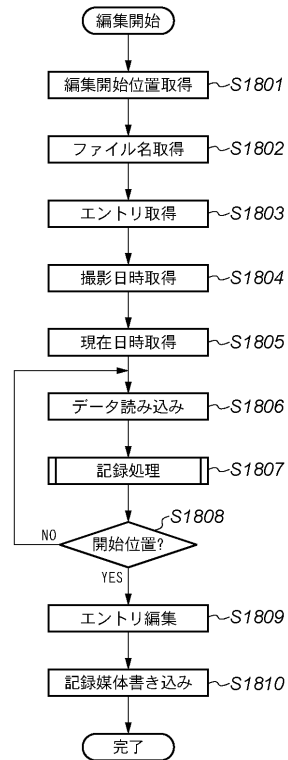 編集開始
編集開始位置取得 S1801
ファイル名取得 S1802
エントリ取得 S1803
撮影日時取得 S1804
現在日時取得 S1805
データ読み込み S1806
記録処理 S1807
S1808
開始位置?
NO
YES
エントリ編集 S1809
記録媒体書き込み S1810
完了